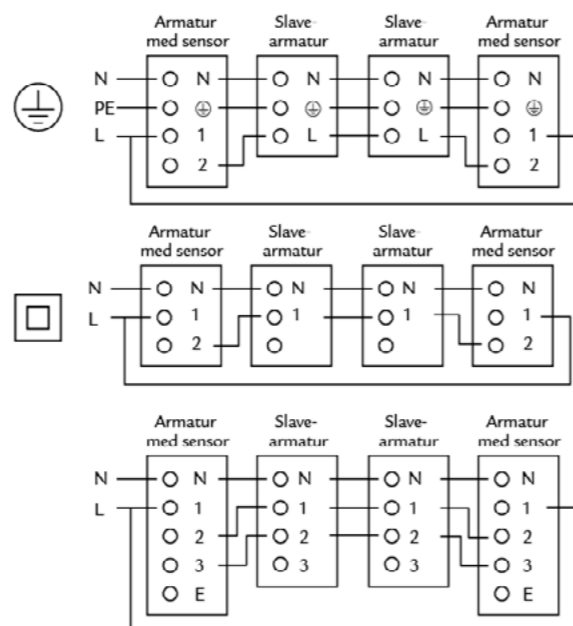 Armatur Slave- Slave- Armatur
med sensor armatur armatur med sensor
N N N N N
PE
L 1 L L 1
2 2
Armatur Slave- Slave- Armatur
med sensor armatur armatur med sensor
N N N N N
L 1 1 1 1
2 2
Armatur Slave- Slave- Armatur
med sensor armatur armatur med sensor
N N N N N
L 1 1 1 1
2 2 2 2
3 3 3 3
E E